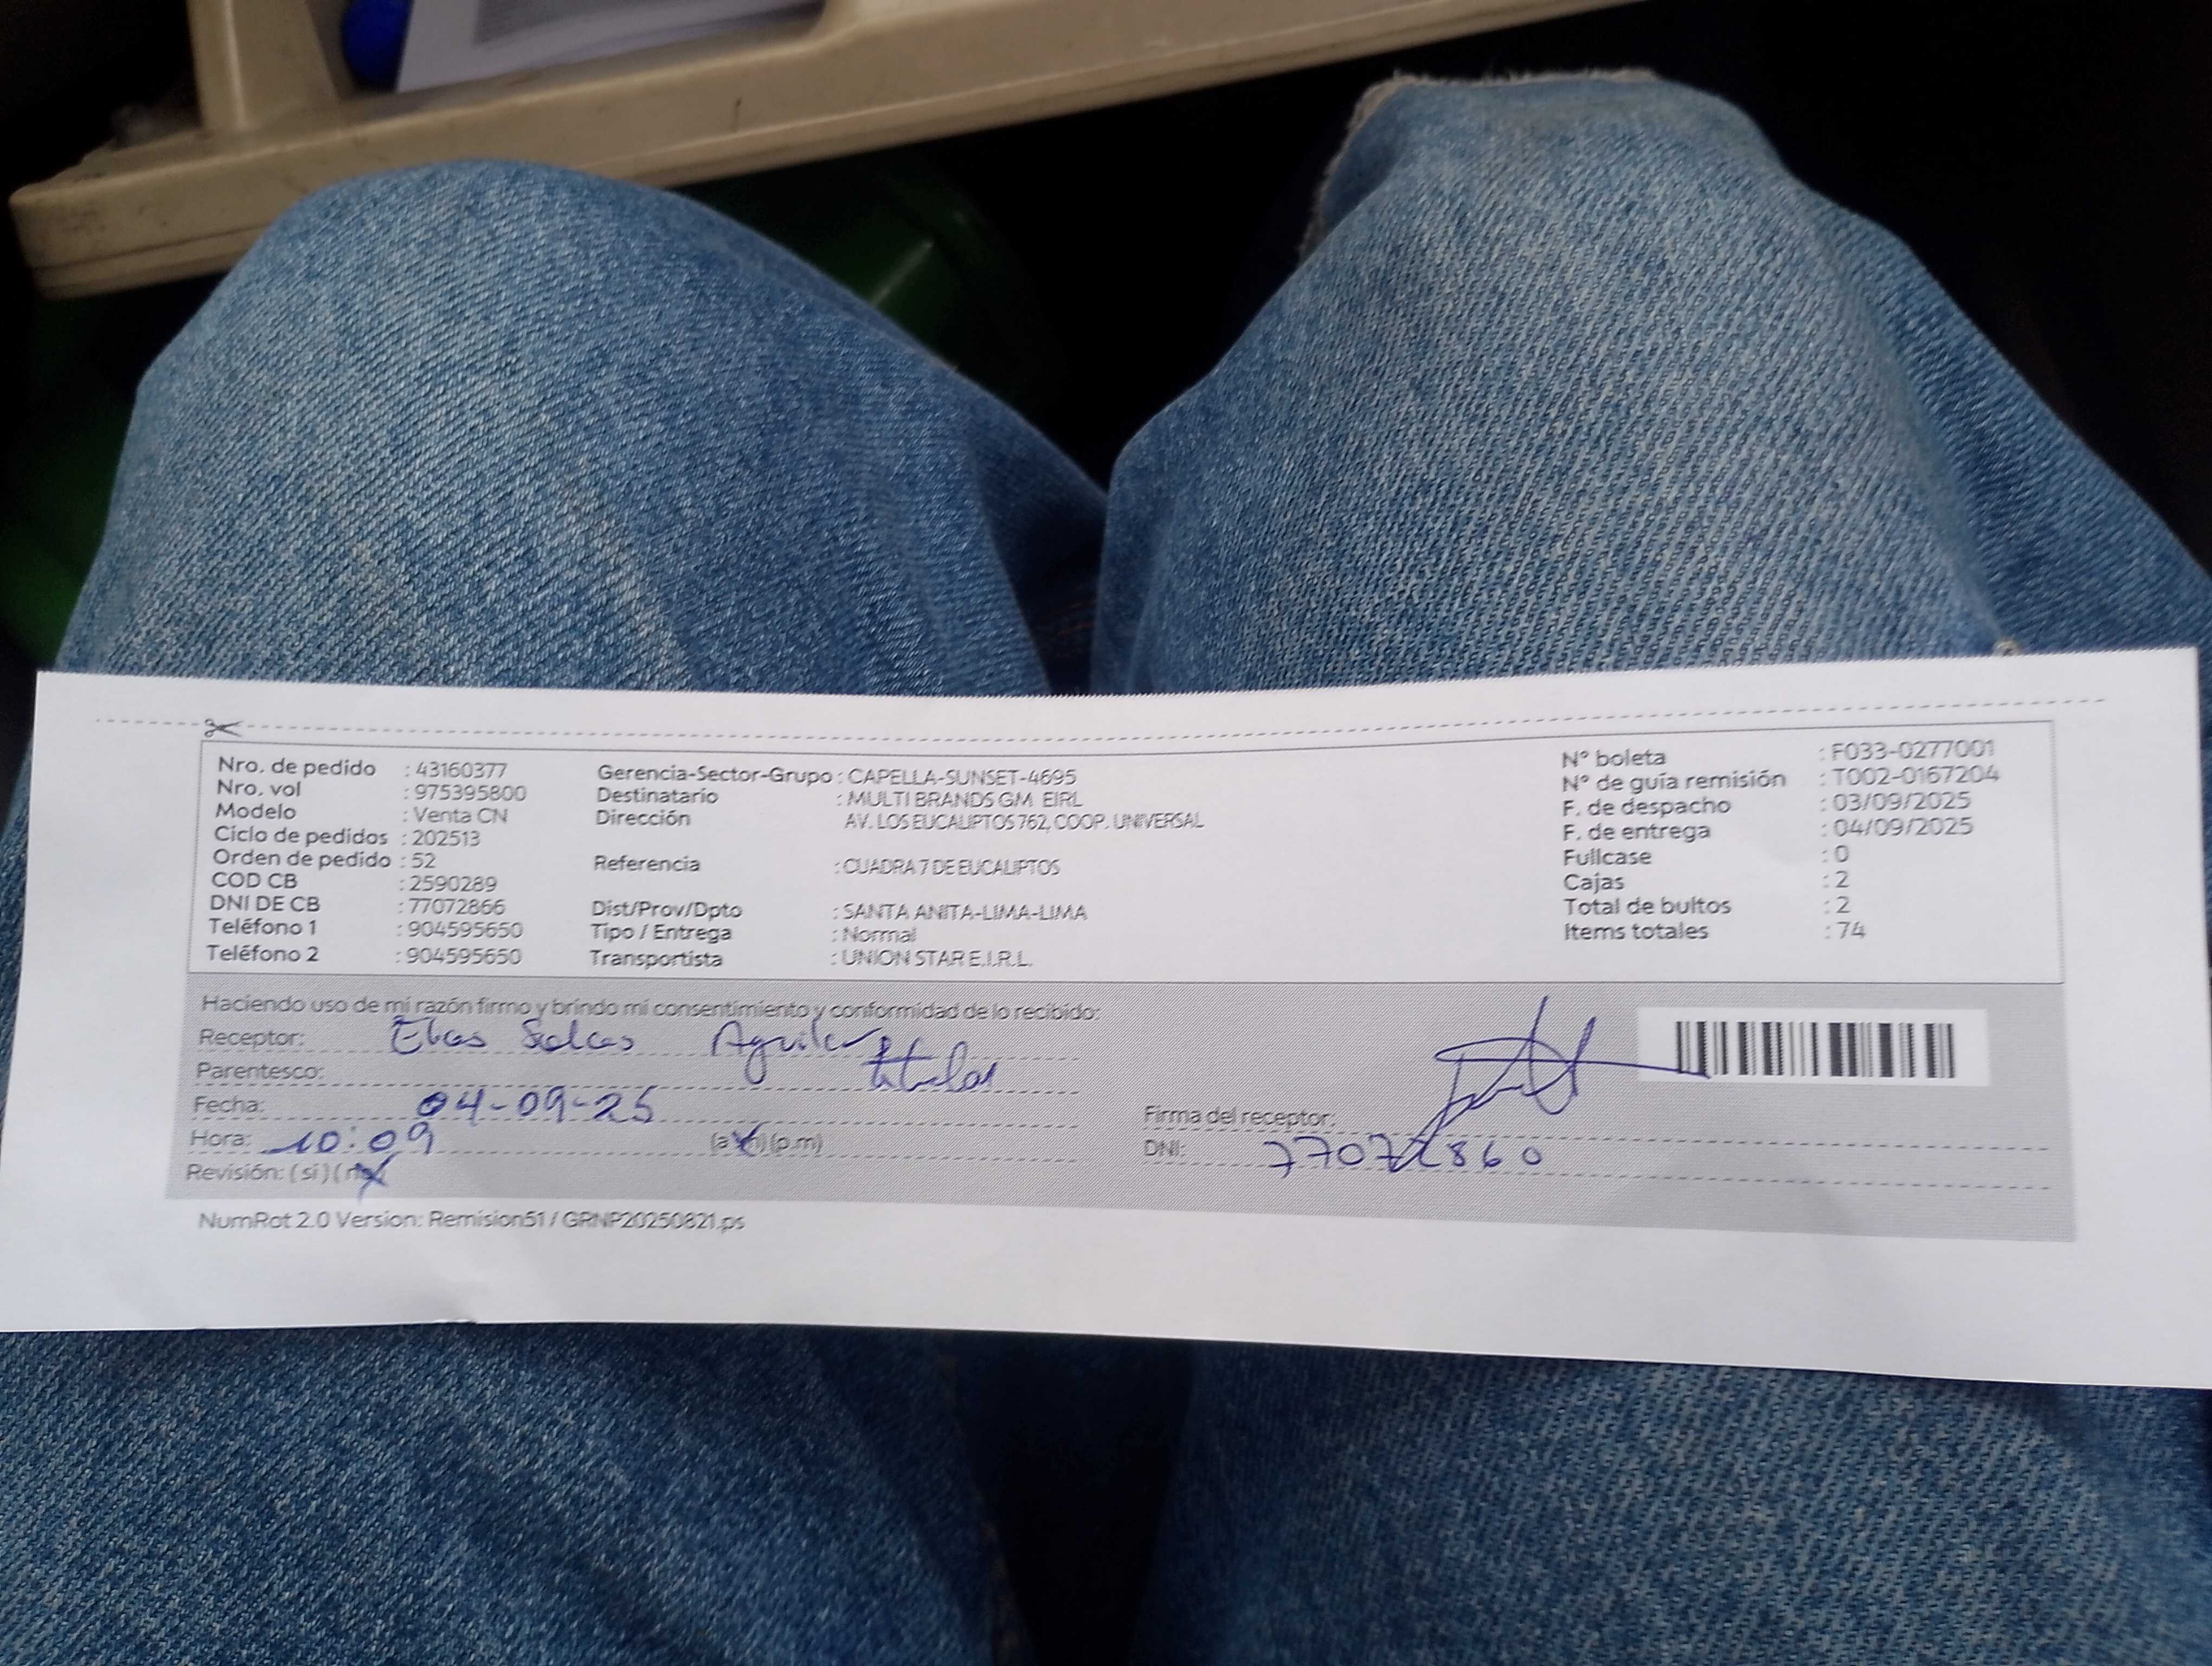 Nro. de pedido : 43160377
Nro. vol : 975395800
Modelo : Venta CN
Ciclo de pedidos : 202513
Orden de pedido : 52
COD CB : 2590289
DNI DE CB : 77072866
Teléfono 1 : 904595650
Teléfono 2 : 904595650
Gerencia-Sector-Grupo : CAPELLA-SUNSET-4695
Destinatario : MULTI BRANDS GM EIRL
Dirección AV. LOS EUCALIPTOS 762, COOP. UNIVERSAL
Referencia : CUADRA 7 DE EUCALIPTOS
Dist/Prov/Dpto : SANTA ANITA-LIMA-LIMA
Tipo / Entrega : Normal
Transportista : UNION STAR E.I.R.L.
N° boleta : F033-0277001
N° de guía remisión : T002-0167204
F. de despacho : 03/09/2025
F. de entrega : 04/09/2025
Fullcase : 0
Cajas : 2
Total de bultos : 2
Items totales : 74
Haciendo uso de mi razón firmo y brindo mi consentimiento y conformidad de lo recibido:
Receptor: Elias Salas Aguilar
Parentesco: titular
Fecha: 04-09-25
Hora: 10:09 (a.m) (p.m)
Revisión: ( si ) ( no )
Firma del receptor:
DNI: 77072860
NumRot 2.0 Version: Remision51 / GRNP20250821.ps